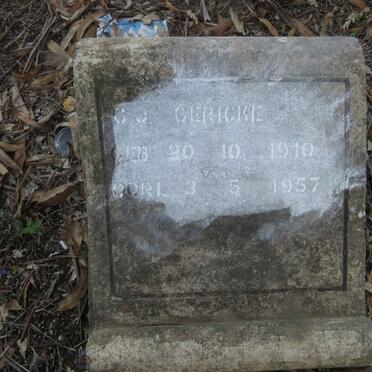 C. J. GERICKE
GEB 20 10 1910
OORL 3 5 1957